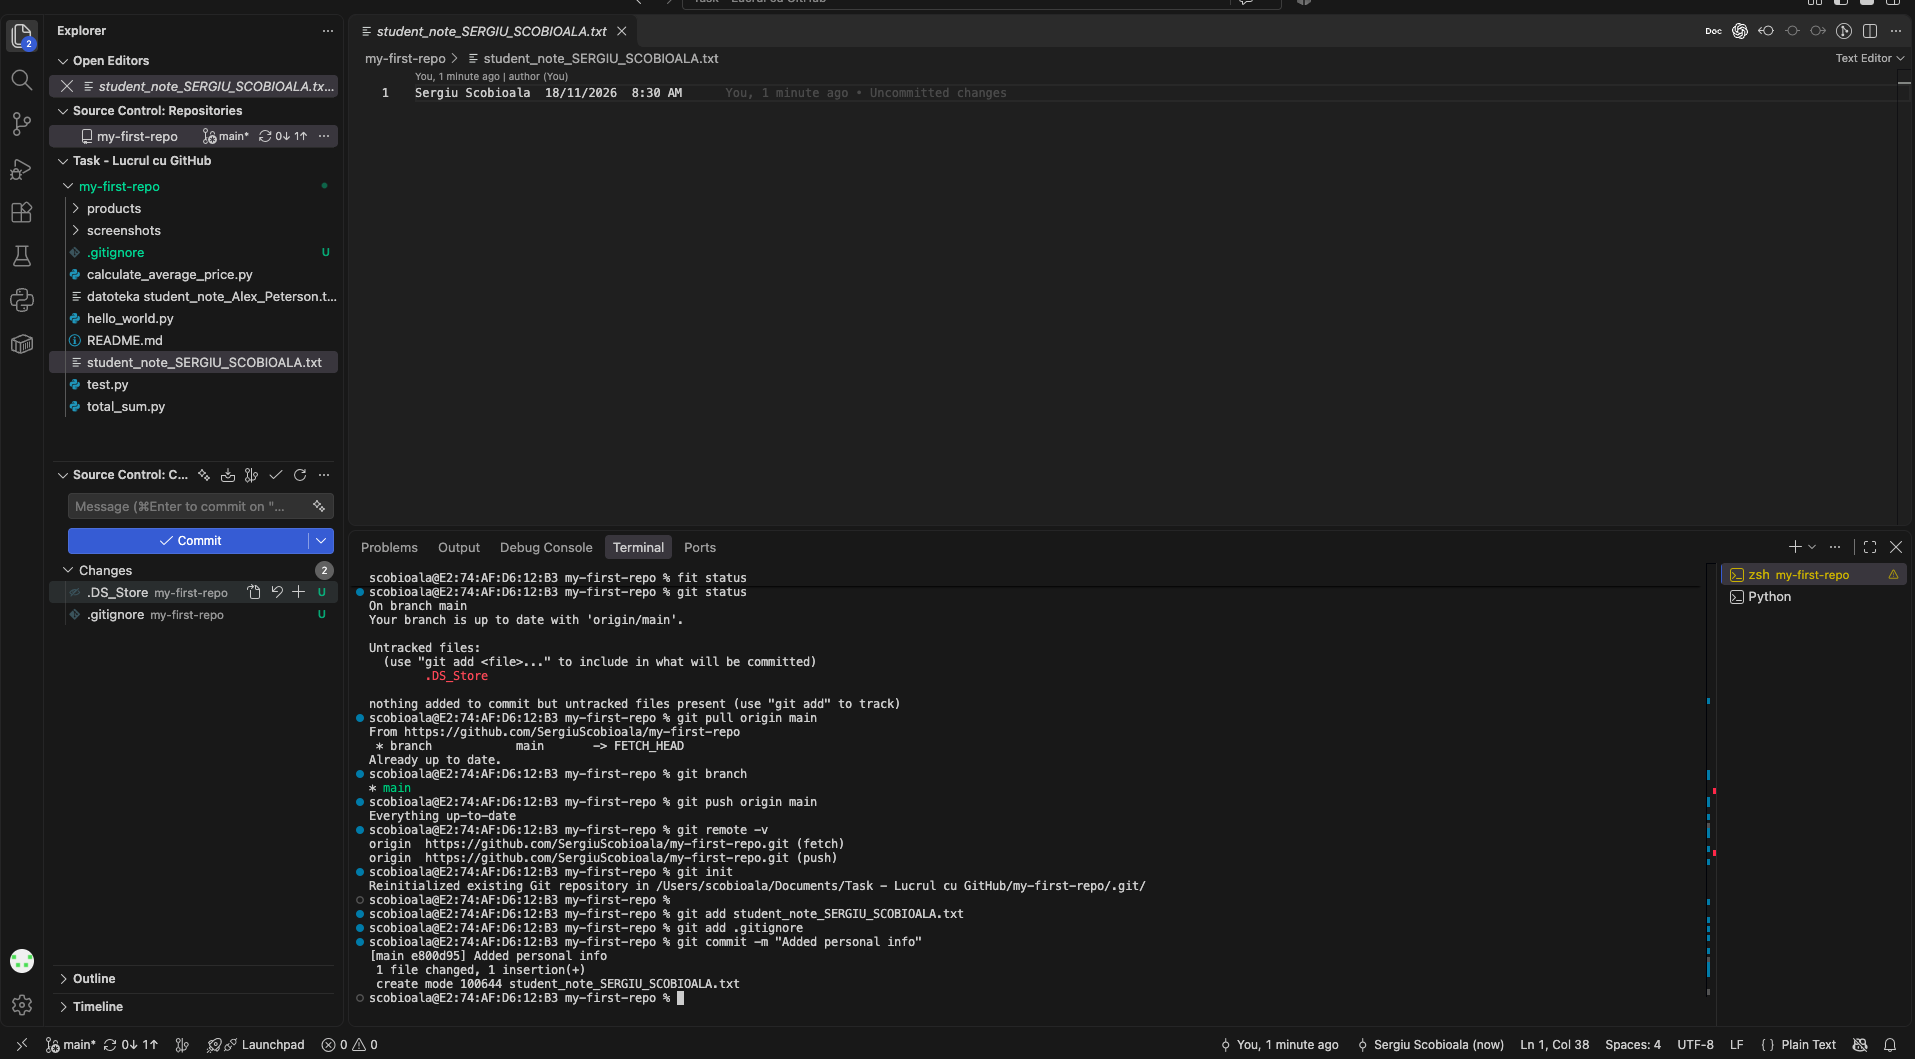 Explorer
2
Open Editors
student_note_SERGIU_SCOBIOALA.tx...
Source Control: Repositories
my-first-repo main* 0↓ 1↑
Task - Lucrul cu GitHub
my-first-repo
products
screenshots
.gitignore U
calculate_average_price.py
datoteka student_note_Alex_Peterson.t...
hello_world.py
README.md
student_note_SERGIU_SCOBIOALA.txt
test.py
total_sum.py
Source Control: C...
Message (⌘Enter to commit on "...
Commit
Changes 2
.DS_Store my-first-repo U
.gitignore my-first-repo U
Outline
Timeline
student_note_SERGIU_SCOBIOALA.txt
Doc
my-first-repo > student_note_SERGIU_SCOBIOALA.txt
Text Editor
You, 1 minute ago | author (You)
1 Sergiu Scobioala 18/11/2026 8:30 AM You, 1 minute ago • Uncommitted changes
Problems Output Debug Console Terminal Ports
scobioala@E2:74:AF:D6:12:B3 my-first-repo % fit status
scobioala@E2:74:AF:D6:12:B3 my-first-repo % git status
On branch main
Your branch is up to date with 'origin/main'.
Untracked files:
(use "git add <file>..." to include in what will be committed)
.DS_Store
nothing added to commit but untracked files present (use "git add" to track)
scobioala@E2:74:AF:D6:12:B3 my-first-repo % git pull origin main
From https://github.com/SergiuScobioala/my-first-repo
* branch main -> FETCH_HEAD
Already up to date.
scobioala@E2:74:AF:D6:12:B3 my-first-repo % git branch
* main
scobioala@E2:74:AF:D6:12:B3 my-first-repo % git push origin main
Everything up-to-date
scobioala@E2:74:AF:D6:12:B3 my-first-repo % git remote -v
origin https://github.com/SergiuScobioala/my-first-repo.git (fetch)
origin https://github.com/SergiuScobioala/my-first-repo.git (push)
scobioala@E2:74:AF:D6:12:B3 my-first-repo % git init
Reinitialized existing Git repository in /Users/scobioala/Documents/Task - Lucrul cu GitHub/my-first-repo/.git/
scobioala@E2:74:AF:D6:12:B3 my-first-repo %
scobioala@E2:74:AF:D6:12:B3 my-first-repo % git add student_note_SERGIU_SCOBIOALA.txt
scobioala@E2:74:AF:D6:12:B3 my-first-repo % git add .gitignore
scobioala@E2:74:AF:D6:12:B3 my-first-repo % git commit -m "Added personal info"
[main e800d95] Added personal info
1 file changed, 1 insertion(+)
create mode 100644 student_note_SERGIU_SCOBIOALA.txt
scobioala@E2:74:AF:D6:12:B3 my-first-repo %
zsh my-first-repo
Python
main* 0↓ 1↑ Launchpad 0 0
You, 1 minute ago Sergiu Scobioala (now) Ln 1, Col 38 Spaces: 4 UTF-8 LF { } Plain Text